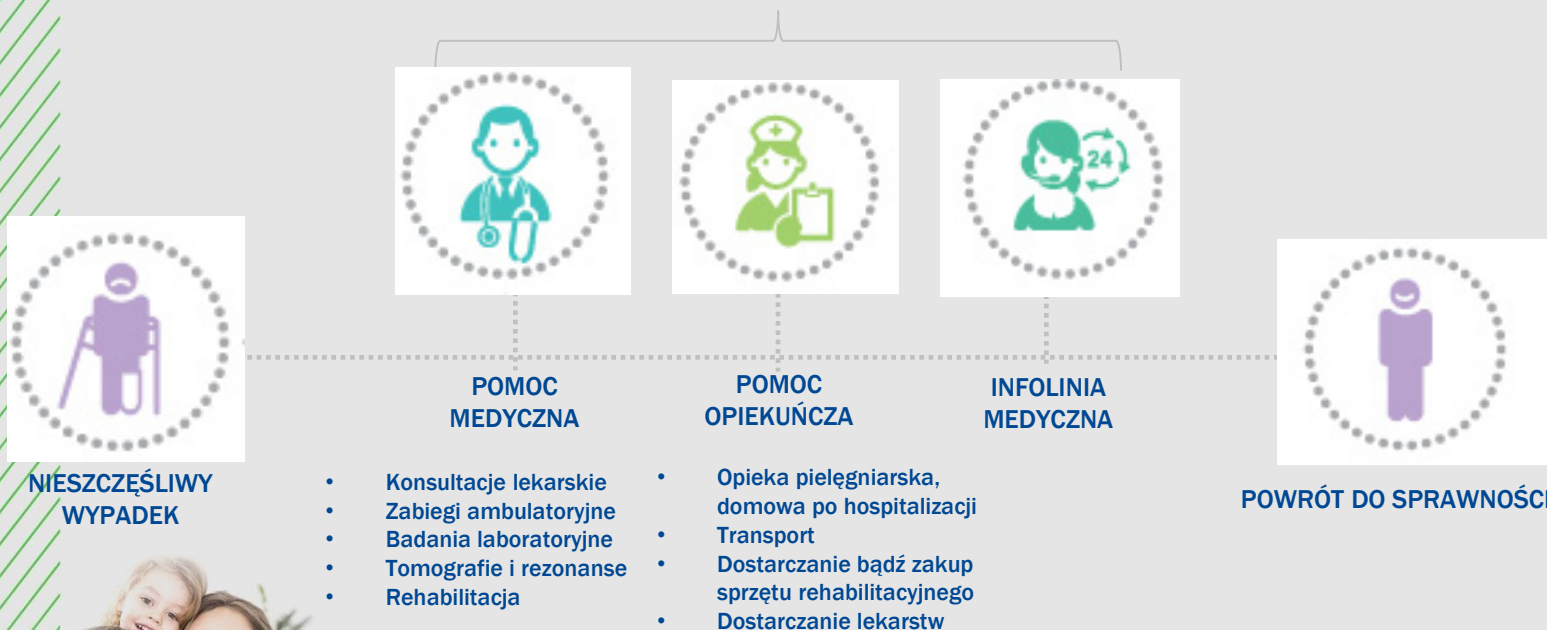 24
POMOC
MEDYCZNA
POMOC
OPIEKUŃCZA
INFOLINIA
MEDYCZNA
NIESZCZĘŚLIWY
WYPADEK
POWRÓT DO SPRAWNOŚCI
• Konsultacje lekarskie
• Zabiegi ambulatoryjne
• Badania laboratoryjne
• Tomografie i rezonanse
• Rehabilitacja
• Opieka pielęgniarska,
domowa po hospitalizacji
• Transport
• Dostarczanie bądź zakup
sprzętu rehabilitacyjnego
• Dostarczanie lekarstw